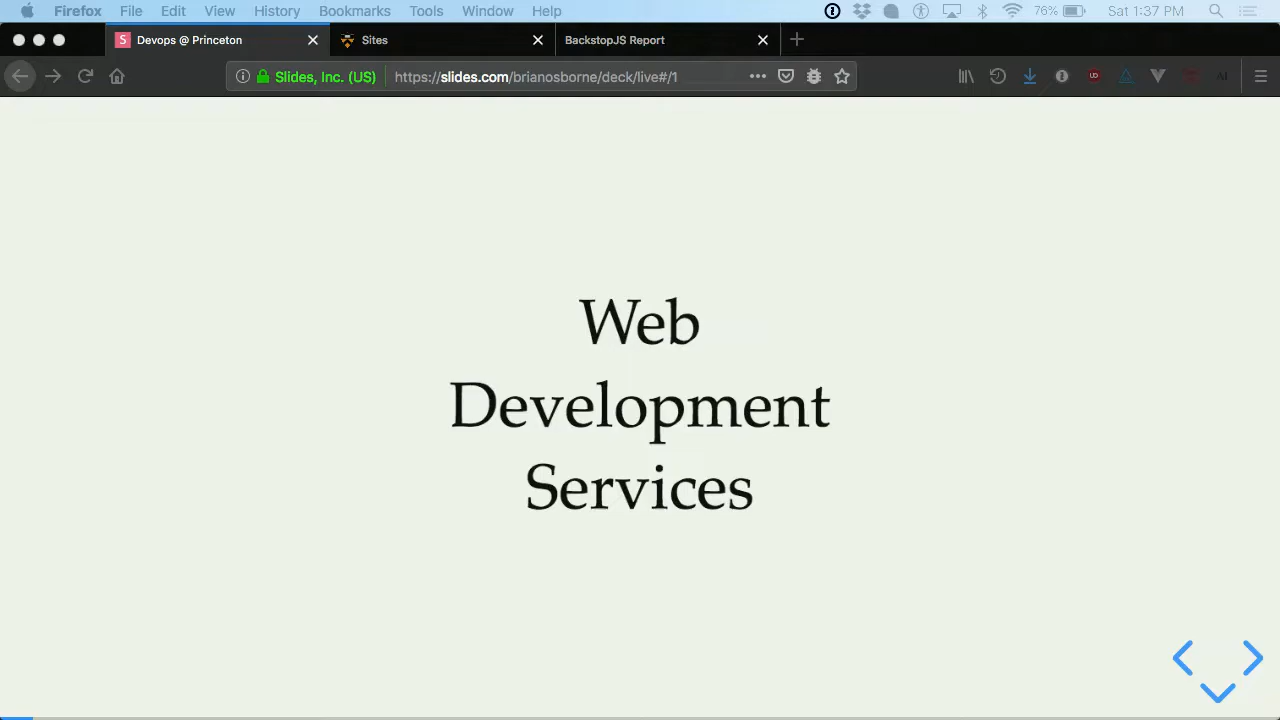 Firefox File Edit View History Bookmarks Tools Window Help 76% Sat 1:37 PM
S Devops @ Princeton Sites BackstopJS Report
Slides, Inc. (US) https://slides.com/brianosborne/deck/live#/1
Web
Development
Services